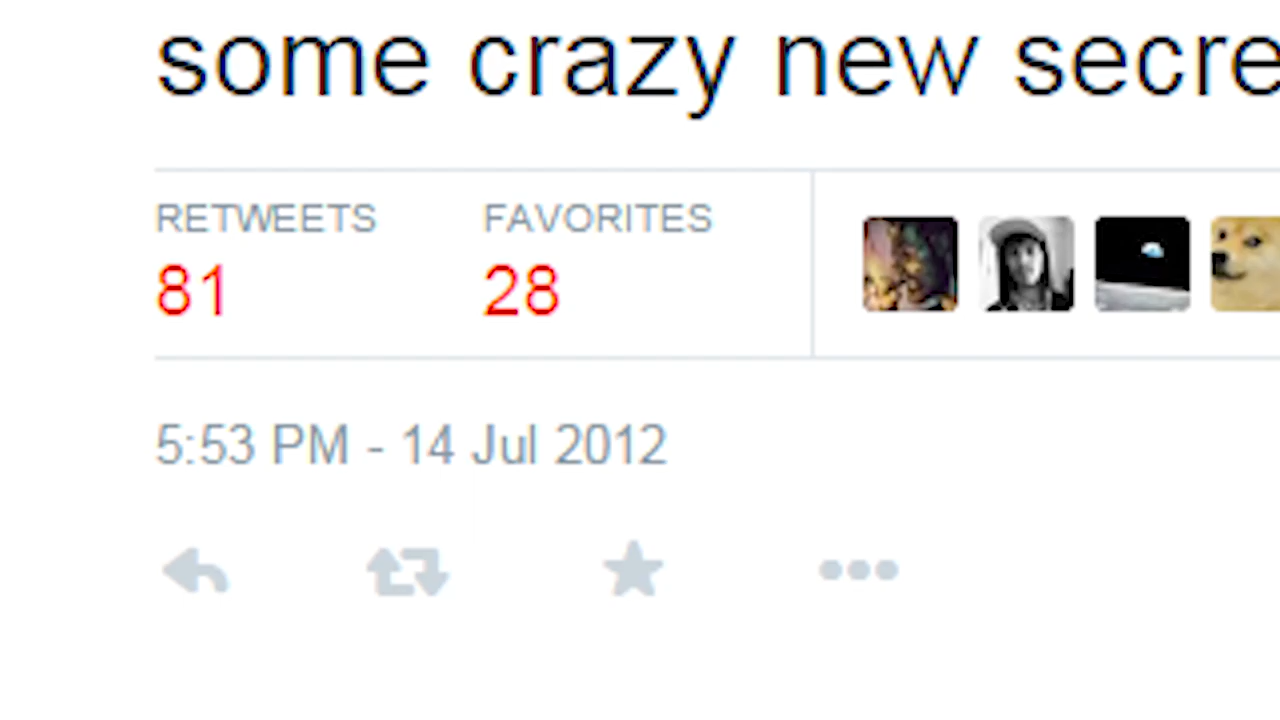 some crazy new secre
RETWEETS FAVORITES
81 28
5:53 PM - 14 Jul 2012